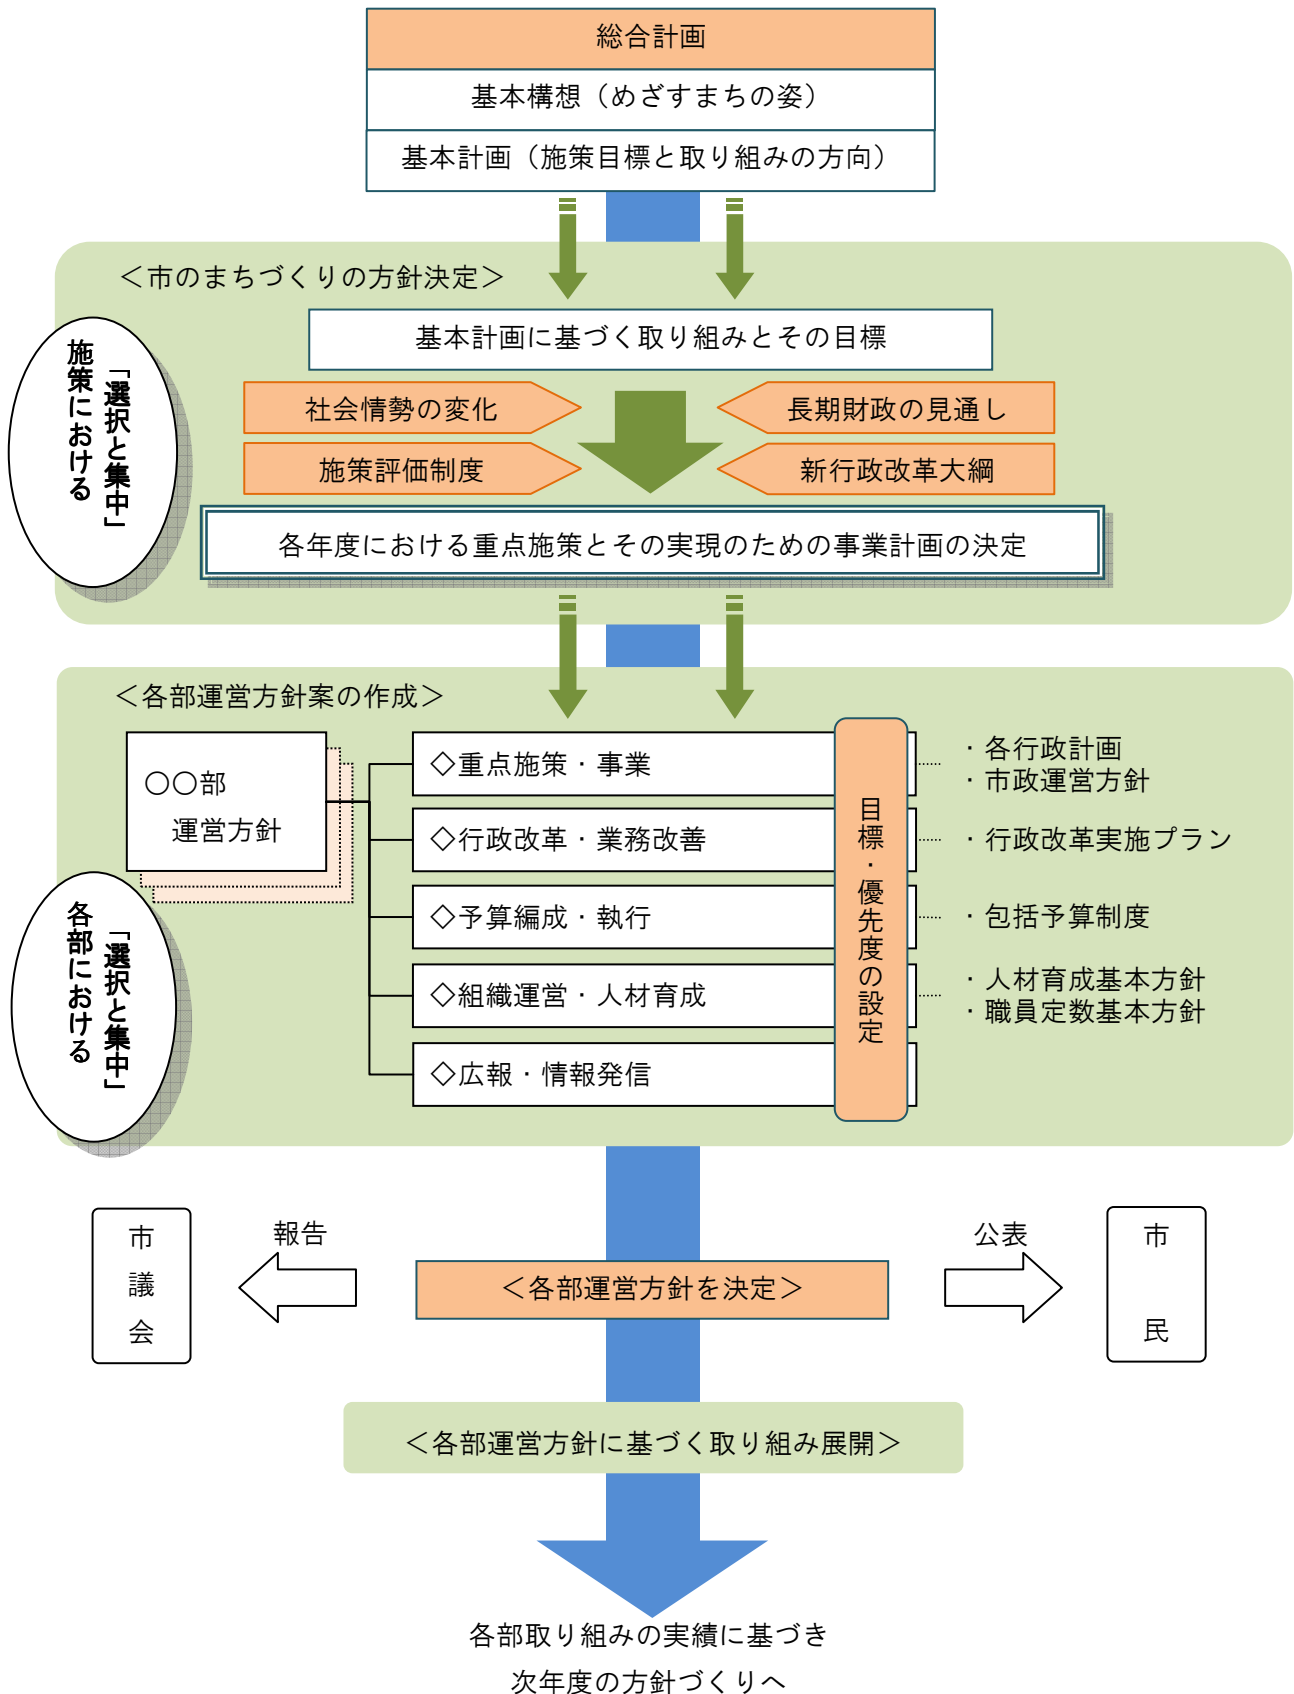 総合計画
基本構想（めざすまちの姿）
基本計画（施策目標と取り組みの方向）
＜市のまちづくりの方針決定＞
基本計画に基づく取り組みとその目標
施策における
「選択と集中」
社会情勢の変化
長期財政の見通し
施策評価制度
新行政改革大綱
各年度における重点施策とその実現のための事業計画の決定
＜各部運営方針案の作成＞
〇〇部
運営方針
◇重点施策・事業
◇行政改革・業務改善
◇予算編成・執行
◇組織運営・人材育成
◇広報・情報発信
目標・優先度の設定
・各行政計画
・市政運営方針
・行政改革実施プラン
・包括予算制度
・人材育成基本方針
・職員定数基本方針
各部における
「選択と集中」
市議会
報告
＜各部運営方針を決定＞
公表
市民
＜各部運営方針に基づく取り組み展開＞
各部取り組みの実績に基づき
次年度の方針づくりへ